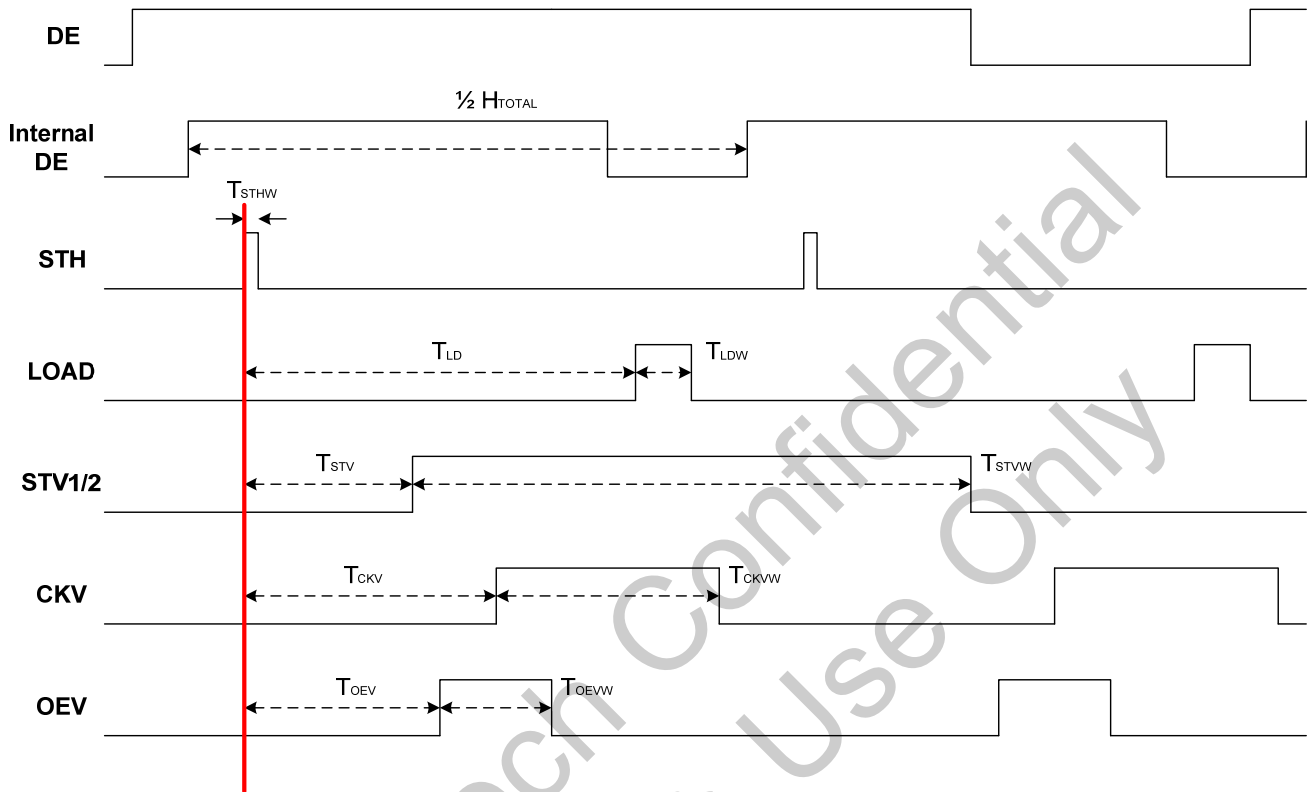 DE
½ HTOTAL
Internal
DE
TSTHW
STH
TLD
TLDW
LOAD
TSTV
TSTVW
STV1/2
TCKV
TCKVW
CKV
TOEV
TOEVW
OEV
Confidential
Use Only